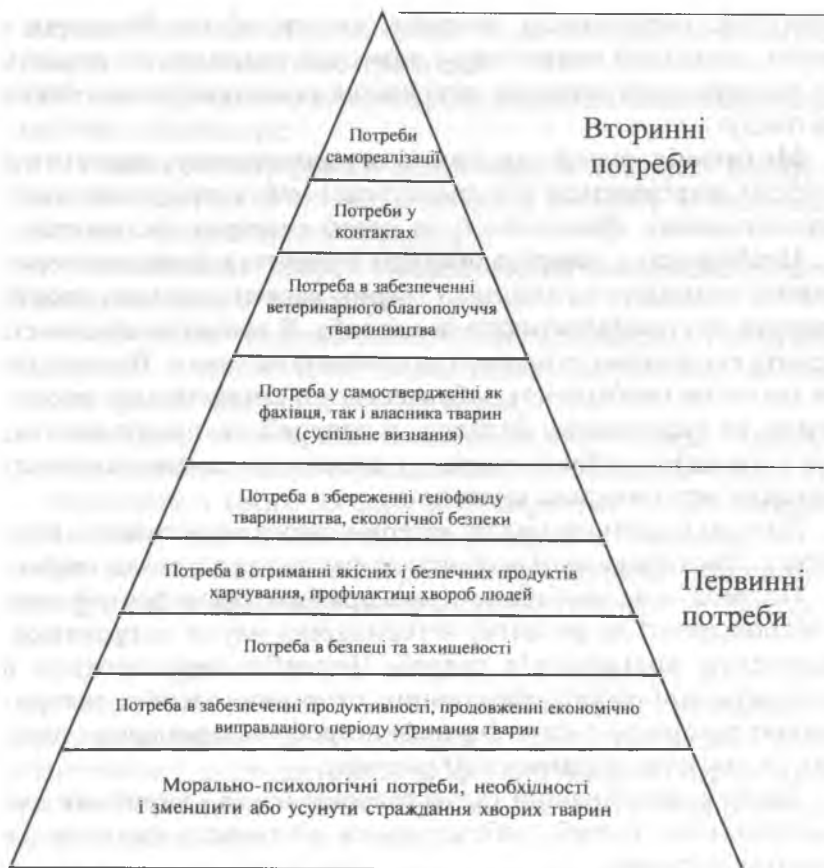 Потреби
самореалізації
Вторинні
потреби
Потреби у
контактах
Потреба в забезпеченні
ветеринарного благополуччя
тваринництва
Потреба у самоствердженні як
фахівця, так і власника тварин
(суспільне визнання)
Потреба в збереженні генофонду
тваринництва, екологічної безпеки
Потреба в отриманні якісних і безпечних продуктів
харчування, профілактиці хвороб людей
Первинні
потреби
Потреба в безпеці та захищеності
Потреба в забезпеченні продуктивності, продовженні економічно
виправданого періоду утримання тварин
Морально-психологічні потреби, необхідності
і зменшити або усунути страждання хворих тварин